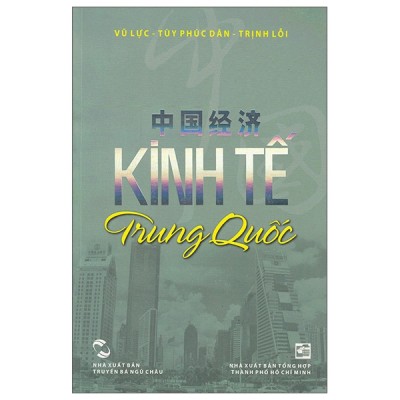 VŨ LỰC - TÙY PHÚC DÂN - TRỊNH LỖI
中国经济
KINH TẾ
Trung Quốc
NHÀ XUẤT BẢN
TRUYỀN BÁ NGŨ CHÂU
NHÀ XUẤT BẢN TỔNG HỢP
THÀNH PHỐ HỒ CHÍ MINH